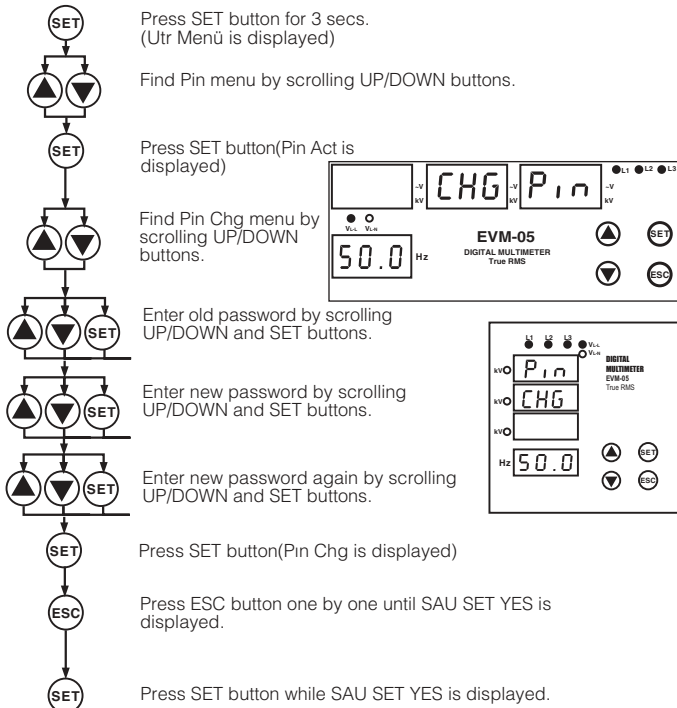 SET
Press SET button for 3 secs.
(Utr Menü is displayed)
Find Pin menu by scrolling UP/DOWN buttons.
SET
Press SET button(Pin Act is
displayed)
Find Pin Chg menu by
scrolling UP/DOWN
buttons.
CHG Pin
~V
kV
~V
kV
~V
kV
L1 L2 L3
VL-L VL-N
50.0 Hz
EVM-05
DIGITAL MULTIMETER
True RMS
SET
ESC
SET
Enter old password by scrolling
UP/DOWN and SET buttons.
SET
Enter new password by scrolling
UP/DOWN and SET buttons.
SET
Enter new password again by scrolling
UP/DOWN and SET buttons.
L1 L2 L3 VL-L
VL-N
kV Pin
kV CHG
kV
Hz 50.0
DIGITAL
MULTIMETER
EVM-05
True RMS
SET
ESC
SET
Press SET button(Pın Chg is displayed)
ESC
Press ESC button one by one until SAU SET YES is
displayed.
SET
Press SET button while SAU SET YES is displayed.